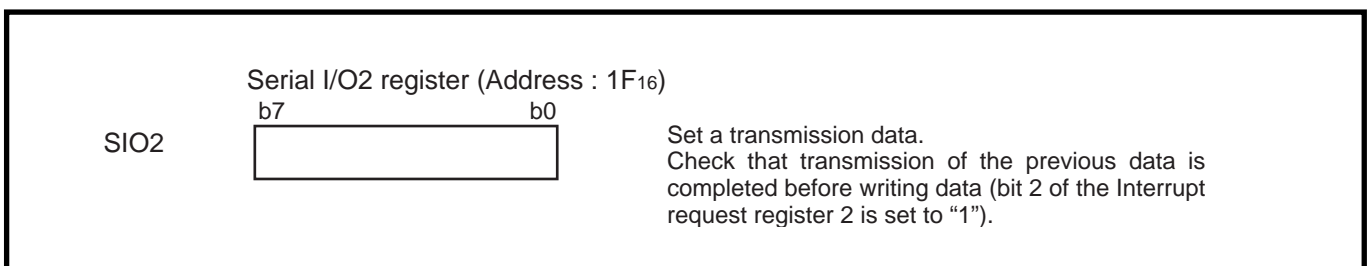 Serial I/O2 register (Address : 1F16)
b7 b0
SIO2
Set a transmission data.
Check that transmission of the previous data is
completed before writing data (bit 2 of the Interrupt
request register 2 is set to “1”).